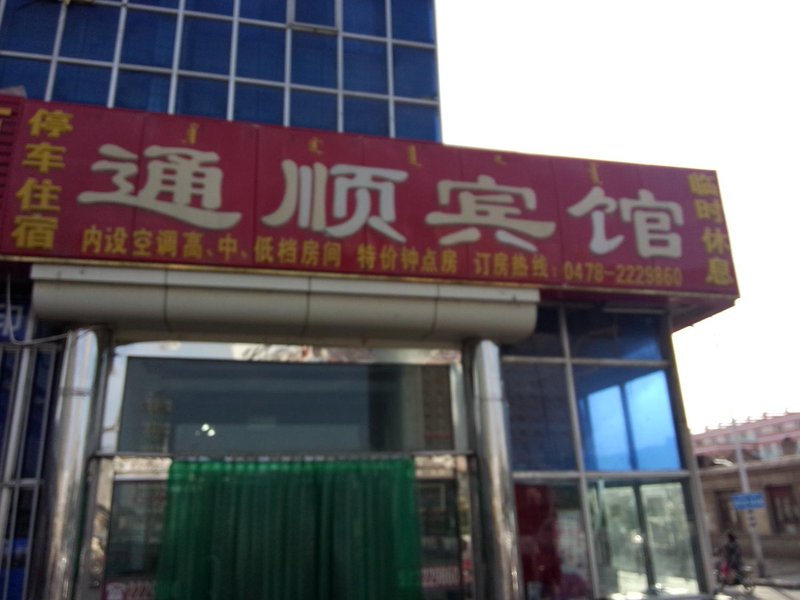 停车住宿
通顺宾馆
临时休息
内设空调高、中、低档房间 特价钟点房 订房热线：0478-2229860